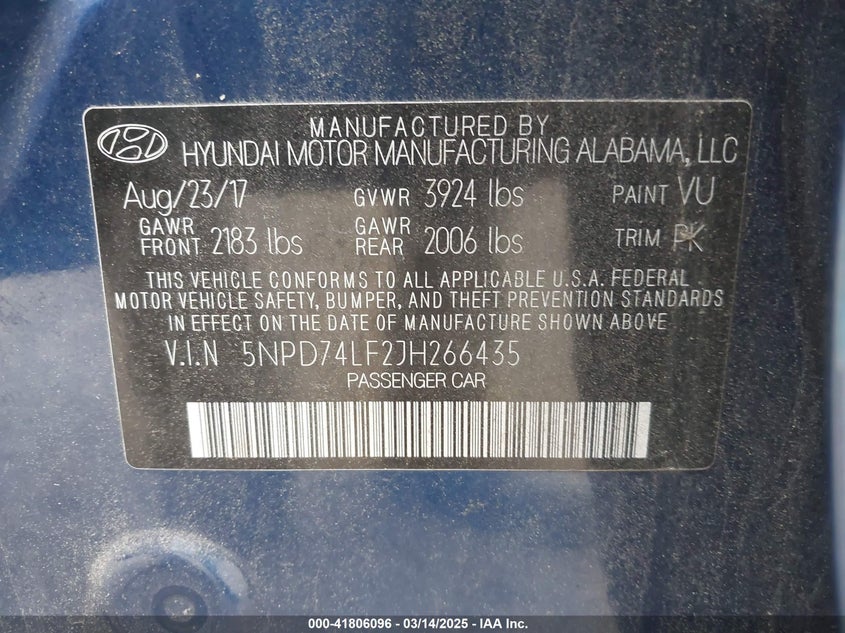 MANUFACTURED BY
HYUNDAI MOTOR MANUFACTURING ALABAMA, LLC
Aug/23/17 GVWR 3924 lbs PAINT VU
GAWR FRONT 2183 lbs GAWR REAR 2006 lbs TRIM PK
THIS VEHICLE CONFORMS TO ALL APPLICABLE U.S.A. FEDERAL
MOTOR VEHICLE SAFETY, BUMPER, AND THEFT PREVENTION STANDARDS
IN EFFECT ON THE DATE OF MANUFACTURE SHOWN ABOVE.
V.I.N 5NPD74LF2JH266435
PASSENGER CAR
000-41806096 - 03/14/2025 - IAA Inc.